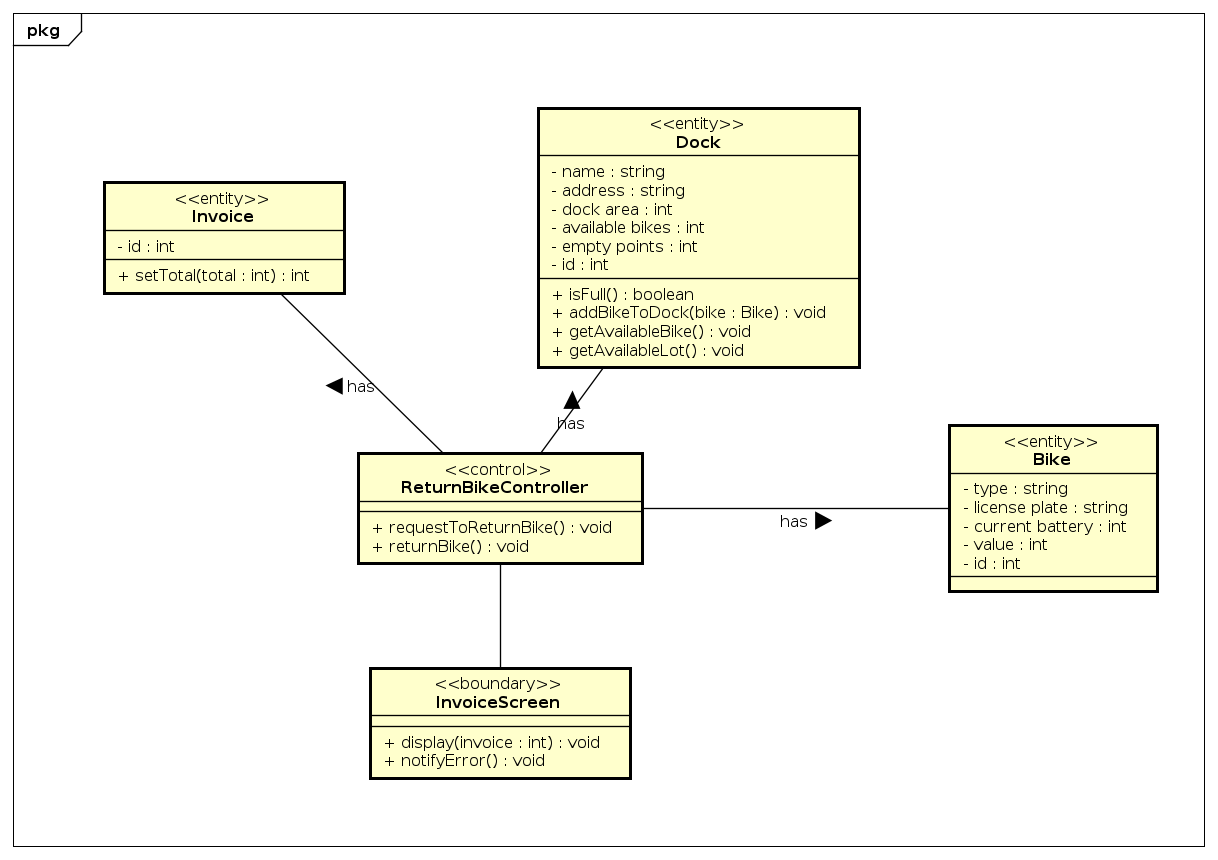 pkg
<<entity>>
Dock
- name : string
- address : string
- dock area : int
- available bikes : int
- empty points : int
- id : int
+ isFull() : boolean
+ addBikeToDock(bike : Bike) : void
+ getAvailableBike() : void
+ getAvailableLot() : void
<<entity>>
Invoice
- id : int
+ setTotal(total : int) : int
has
has
<<entity>>
Bike
- type : string
- license plate : string
- current battery : int
- value : int
- id : int
<<control>>
ReturnBikeController
+ requestToReturnBike() : void
+ returnBike() : void
has
<<boundary>>
InvoiceScreen
+ display(invoice : int) : void
+ notifyError() : void